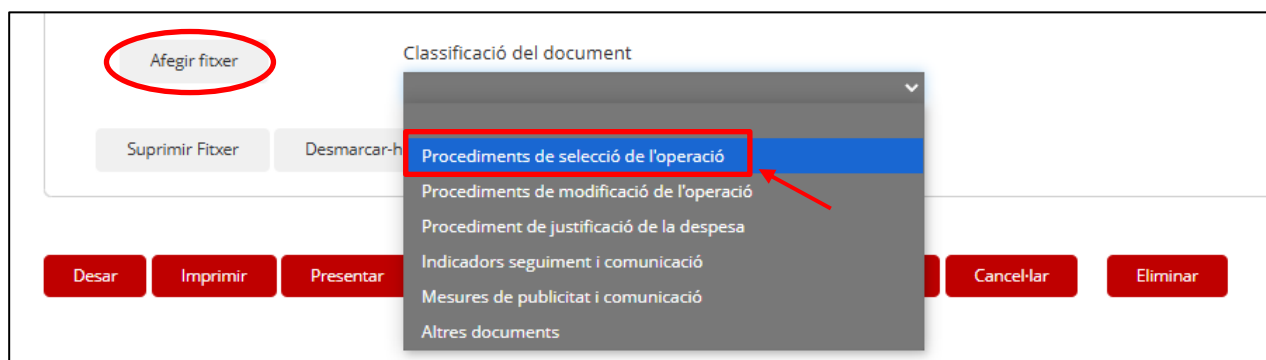 Afegir fitxer
Classificació del document
Suprimir Fitxer
Desmarcar-h
Procediments de selecció de l'operació
Procediments de modificació de l'operació
Procediment de justificació de la despesa
Indicadors seguiment i comunicació
Mesures de publicitat i comunicació
Altres documents
Desar
Imprimir
Presentar
Cancel·lar
Eliminar